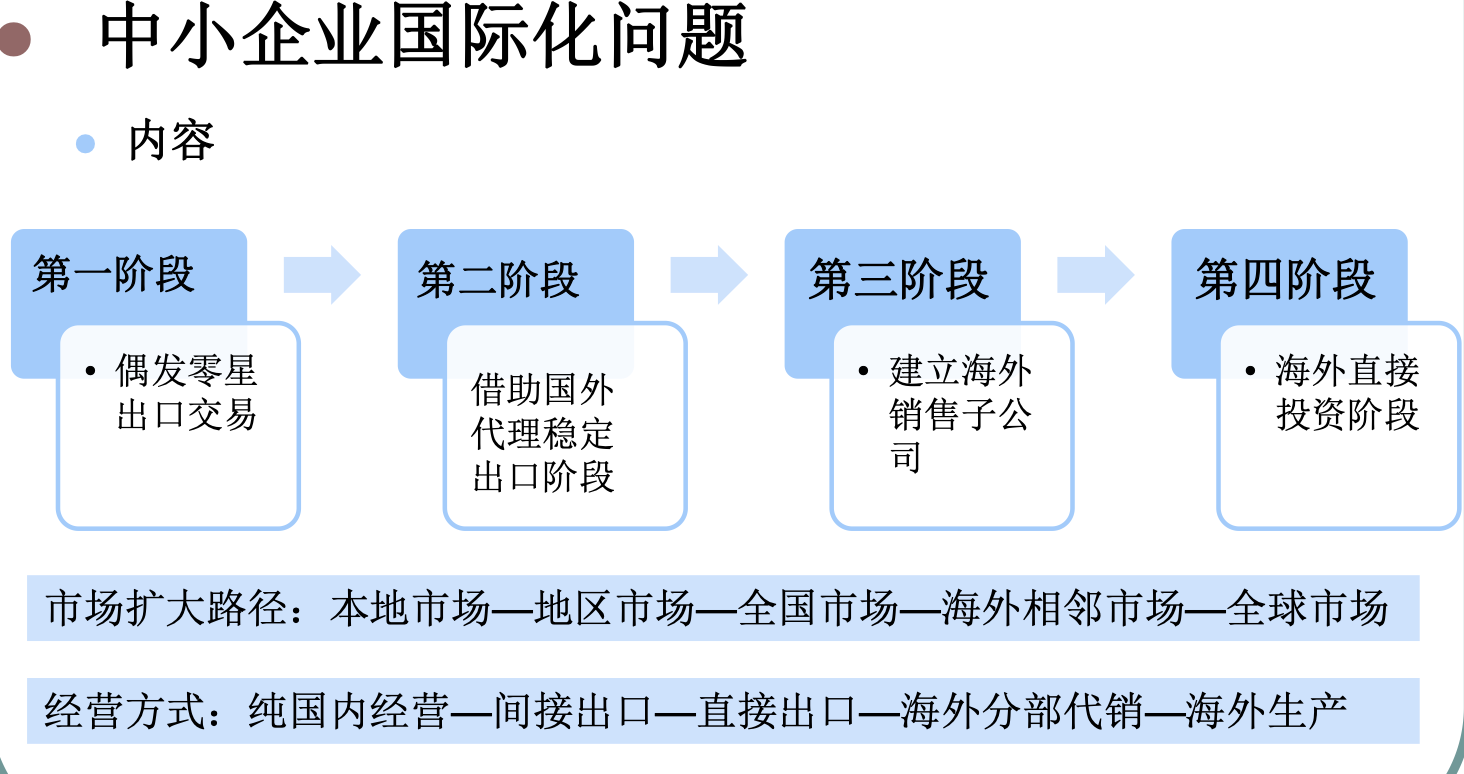 中小企业国际化问题
内容
第一阶段
偶发零星
出口交易
第二阶段
借助国外
代理稳定
出口阶段
第三阶段
建立海外
销售子公
司
第四阶段
海外直接
投资阶段
市场扩大路径：本地市场—地区市场—全国市场—海外相邻市场—全球市场
经营方式：纯国内经营—间接出口—直接出口—海外分部代销—海外生产